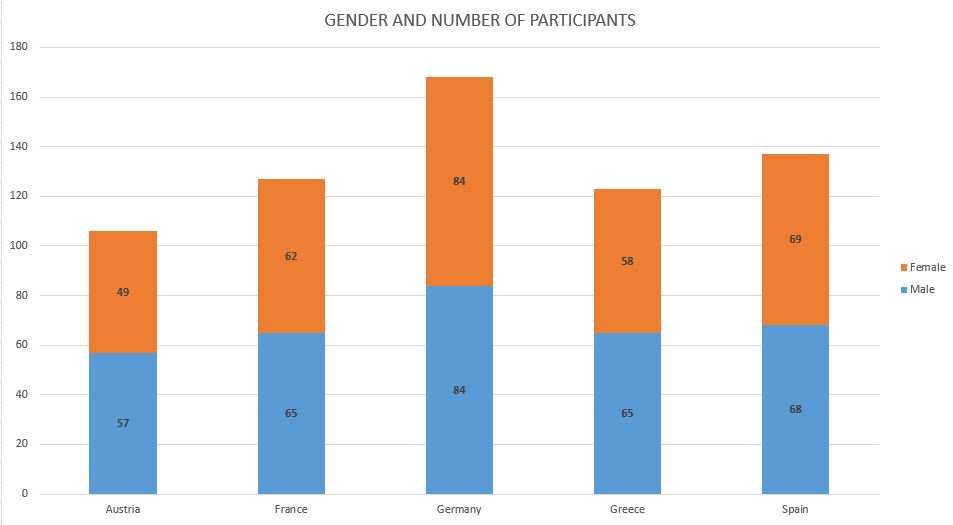 GENDER AND NUMBER OF PARTICIPANTS
180
160
140
120
100
80
60
40
20
0
49
62
84
58
69
57
65
84
65
68
Female
Male
Austria
France
Germany
Greece
Spain